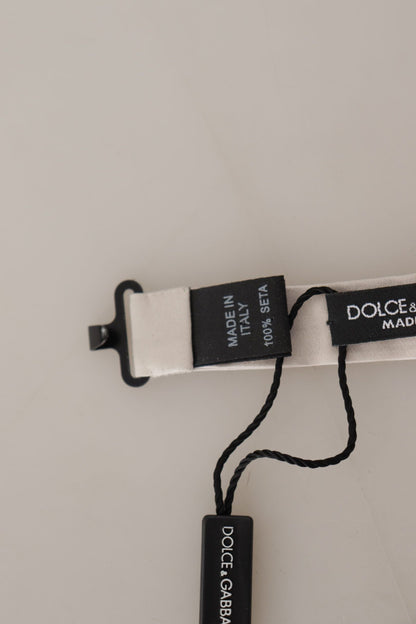 MADE IN
ITALY
100% SETA
DOLCE &
MADE
DOLCE & GABBA